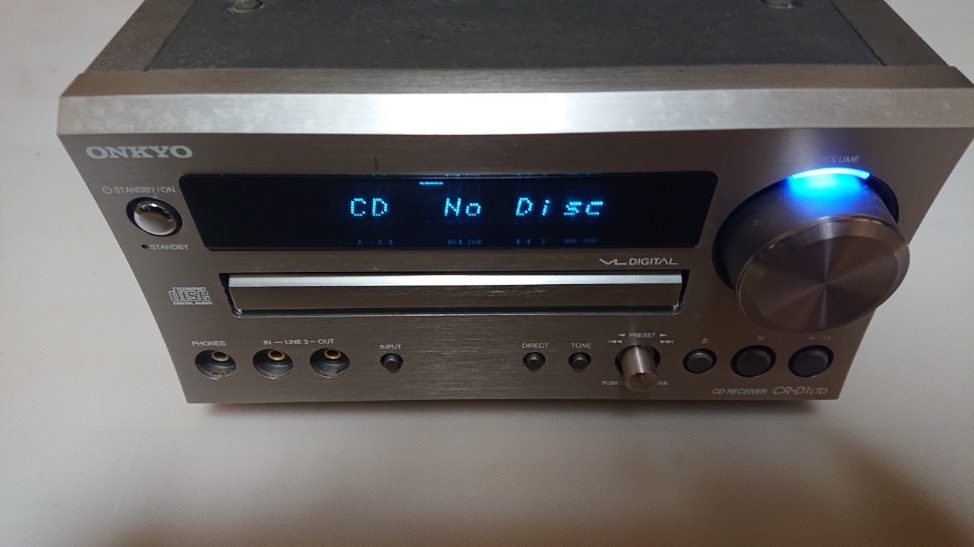 ONKYO
VOLUME
STANDBY/ON
CD No Disc
STANDBY
VL DIGITAL
COMPACT
disc
DIGITAL AUDIO
PHONES
IN — LINE 2 — OUT
INPUT
DIRECT
TONE
PRESET
PUSH
CD RECEIVER CR-D1LTD